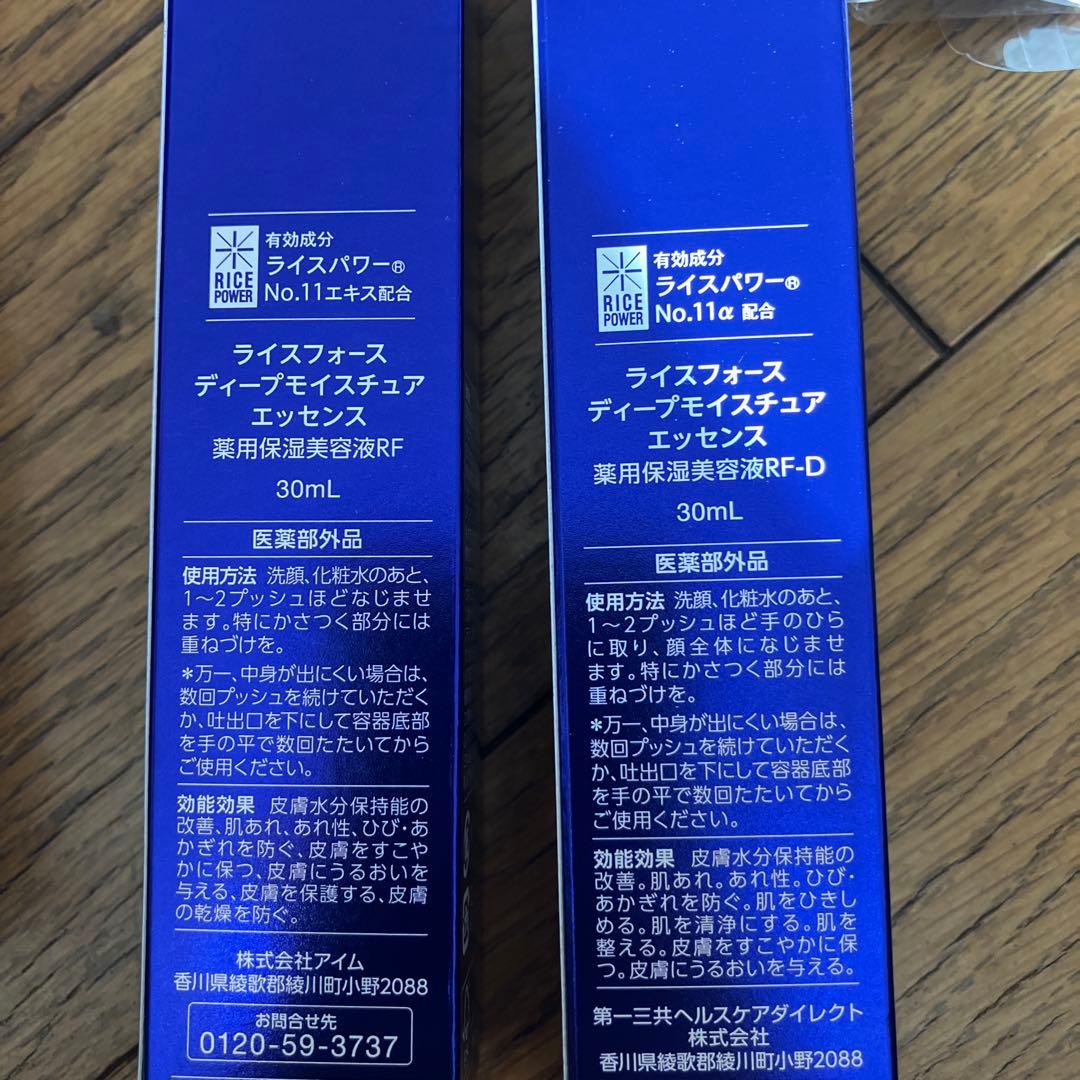 RICE
POWER
有効成分
ライスパワー®
No.11エキス配合
ライスフォース
ディープモイスチュア
エッセンス
薬用保湿美容液RF
30mL
医薬部外品
使用方法 洗顔、化粧水のあと、
1～2プッシュほどなじませ
ます。特にかさつく部分には
重ねづけを。
＊万一、中身が出にくい場合は、
数回プッシュを続けていただく
か、吐出口を下にして容器底部
を手の平で数回たたいてから
ご使用ください。
効能効果 皮膚水分保持能の
改善、肌あれ、あれ性、ひび・あ
かぎれを防ぐ、皮膚をすこや
かに保つ、皮膚にうるおいを
与える、皮膚を保護する、皮膚
の乾燥を防ぐ。
株式会社アイム
香川県綾歌郡綾川町小野2088
お問合せ先
0120-59-3737
RICE
POWER
有効成分
ライスパワー®
No.11α 配合
ライスフォース
ディープモイスチュア
エッセンス
薬用保湿美容液RF-D
30mL
医薬部外品
使用方法 洗顔、化粧水のあと、
1～2プッシュほど手のひら
に取り、顔全体になじませ
ます。特にかさつく部分には
重ねづけを。
＊万一、中身が出にくい場合は、
数回プッシュを続けていただく
か、吐出口を下にして容器底部
を手の平で数回たたいてから
ご使用ください。
効能効果 皮膚水分保持能の
改善。肌あれ。あれ性。ひび・
あかぎれを防ぐ。肌をひきし
める。肌を清浄にする。肌を
整える。皮膚をすこやかに保
つ。皮膚にうるおいを与える。
第一三共ヘルスケアダイレクト
株式会社
香川県綾歌郡綾川町小野2088